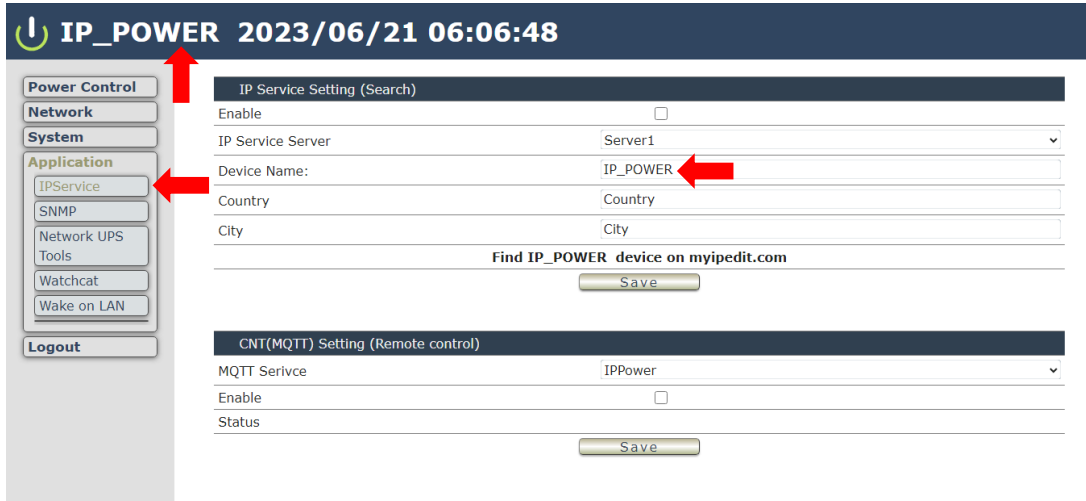 IP_POWER 2023/06/21 06:06:48
Power Control
Network
System
Application
IPService
SNMP
Network UPS
Tools
Watchcat
Wake on LAN
Logout
IP Service Setting (Search)
Enable
IP Service Server Server1
Device Name: IP_POWER
Country Country
City City
Find IP_POWER device on myipedit.com
Save
CNT(MQTT) Setting (Remote control)
MQTT Serivce IPPower
Enable
Status
Save